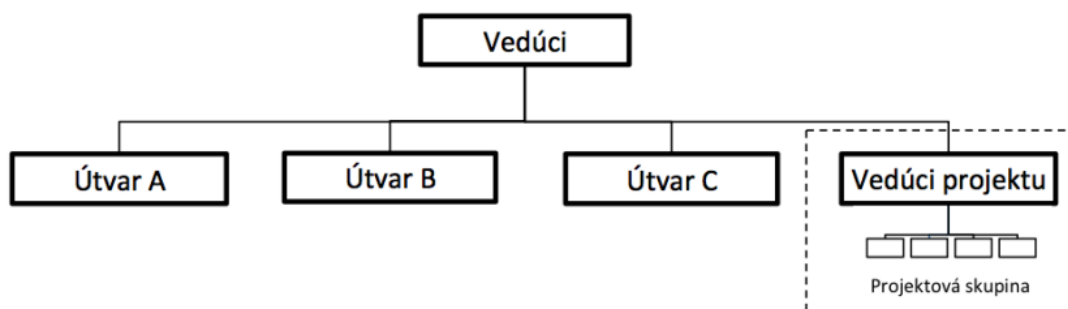 Vedúci
Útvar A
Útvar B
Útvar C
Vedúci projektu
Projektová skupina